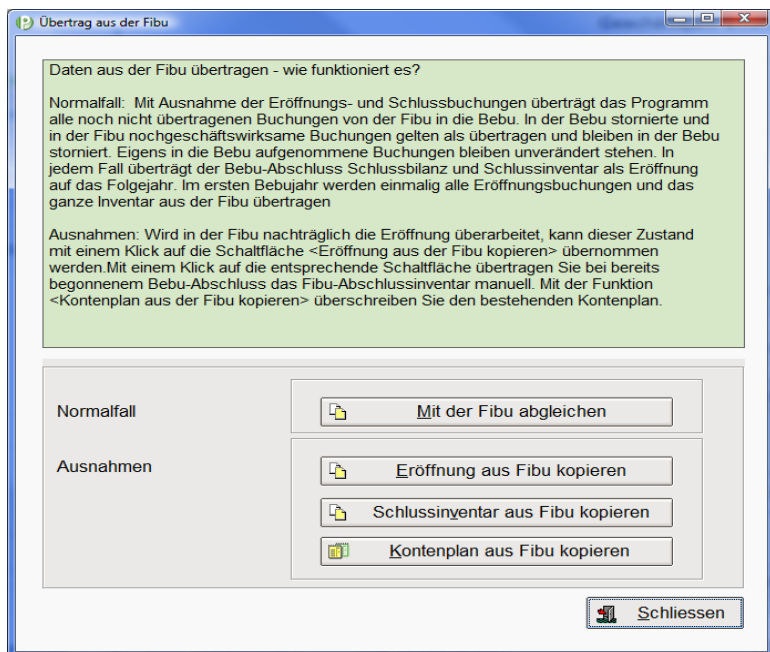 Übertrag aus der Fibu
Daten aus der Fibu übertragen - wie funktioniert es?
Normalfall: Mit Ausnahme der Eröffnungs- und Schlussbuchungen überträgt das Programm
alle noch nicht übertragenen Buchungen von der Fibu in die Bebu. In der Bebu stornierte und
in der Fibu nochgeschäftswirksame Buchungen gelten als übertragen und bleiben in der Bebu
storniert. Eigens in die Bebu aufgenommene Buchungen bleiben unverändert stehen. In
jedem Fall überträgt der Bebu-Abschluss Schlussbilanz und Schlussinventar als Eröffnung
auf das Folgejahr. Im ersten Bebujahr werden einmalig alle Eröffnungsbuchungen und das
ganze Inventar aus der Fibu übertragen
Ausnahmen: Wird in der Fibu nachträglich die Eröffnung überarbeitet, kann dieser Zustand
mit einem Klick auf die Schaltfläche <Eröffnung aus der Fibu kopieren> übernommen
werden.Mit einem Klick auf die entsprechende Schaltfläche übertragen Sie bei bereits
begonnenem Bebu-Abschluss das Fibu-Abschlussinventar manuell. Mit der Funktion
<Kontenplan aus der Fibu kopieren> überschreiben Sie den bestehenden Kontenplan.
Normalfall
Mit der Fibu abgleichen
Ausnahmen
Eröffnung aus Fibu kopieren
Schlussinventar aus Fibu kopieren
Kontenplan aus Fibu kopieren
Schliessen